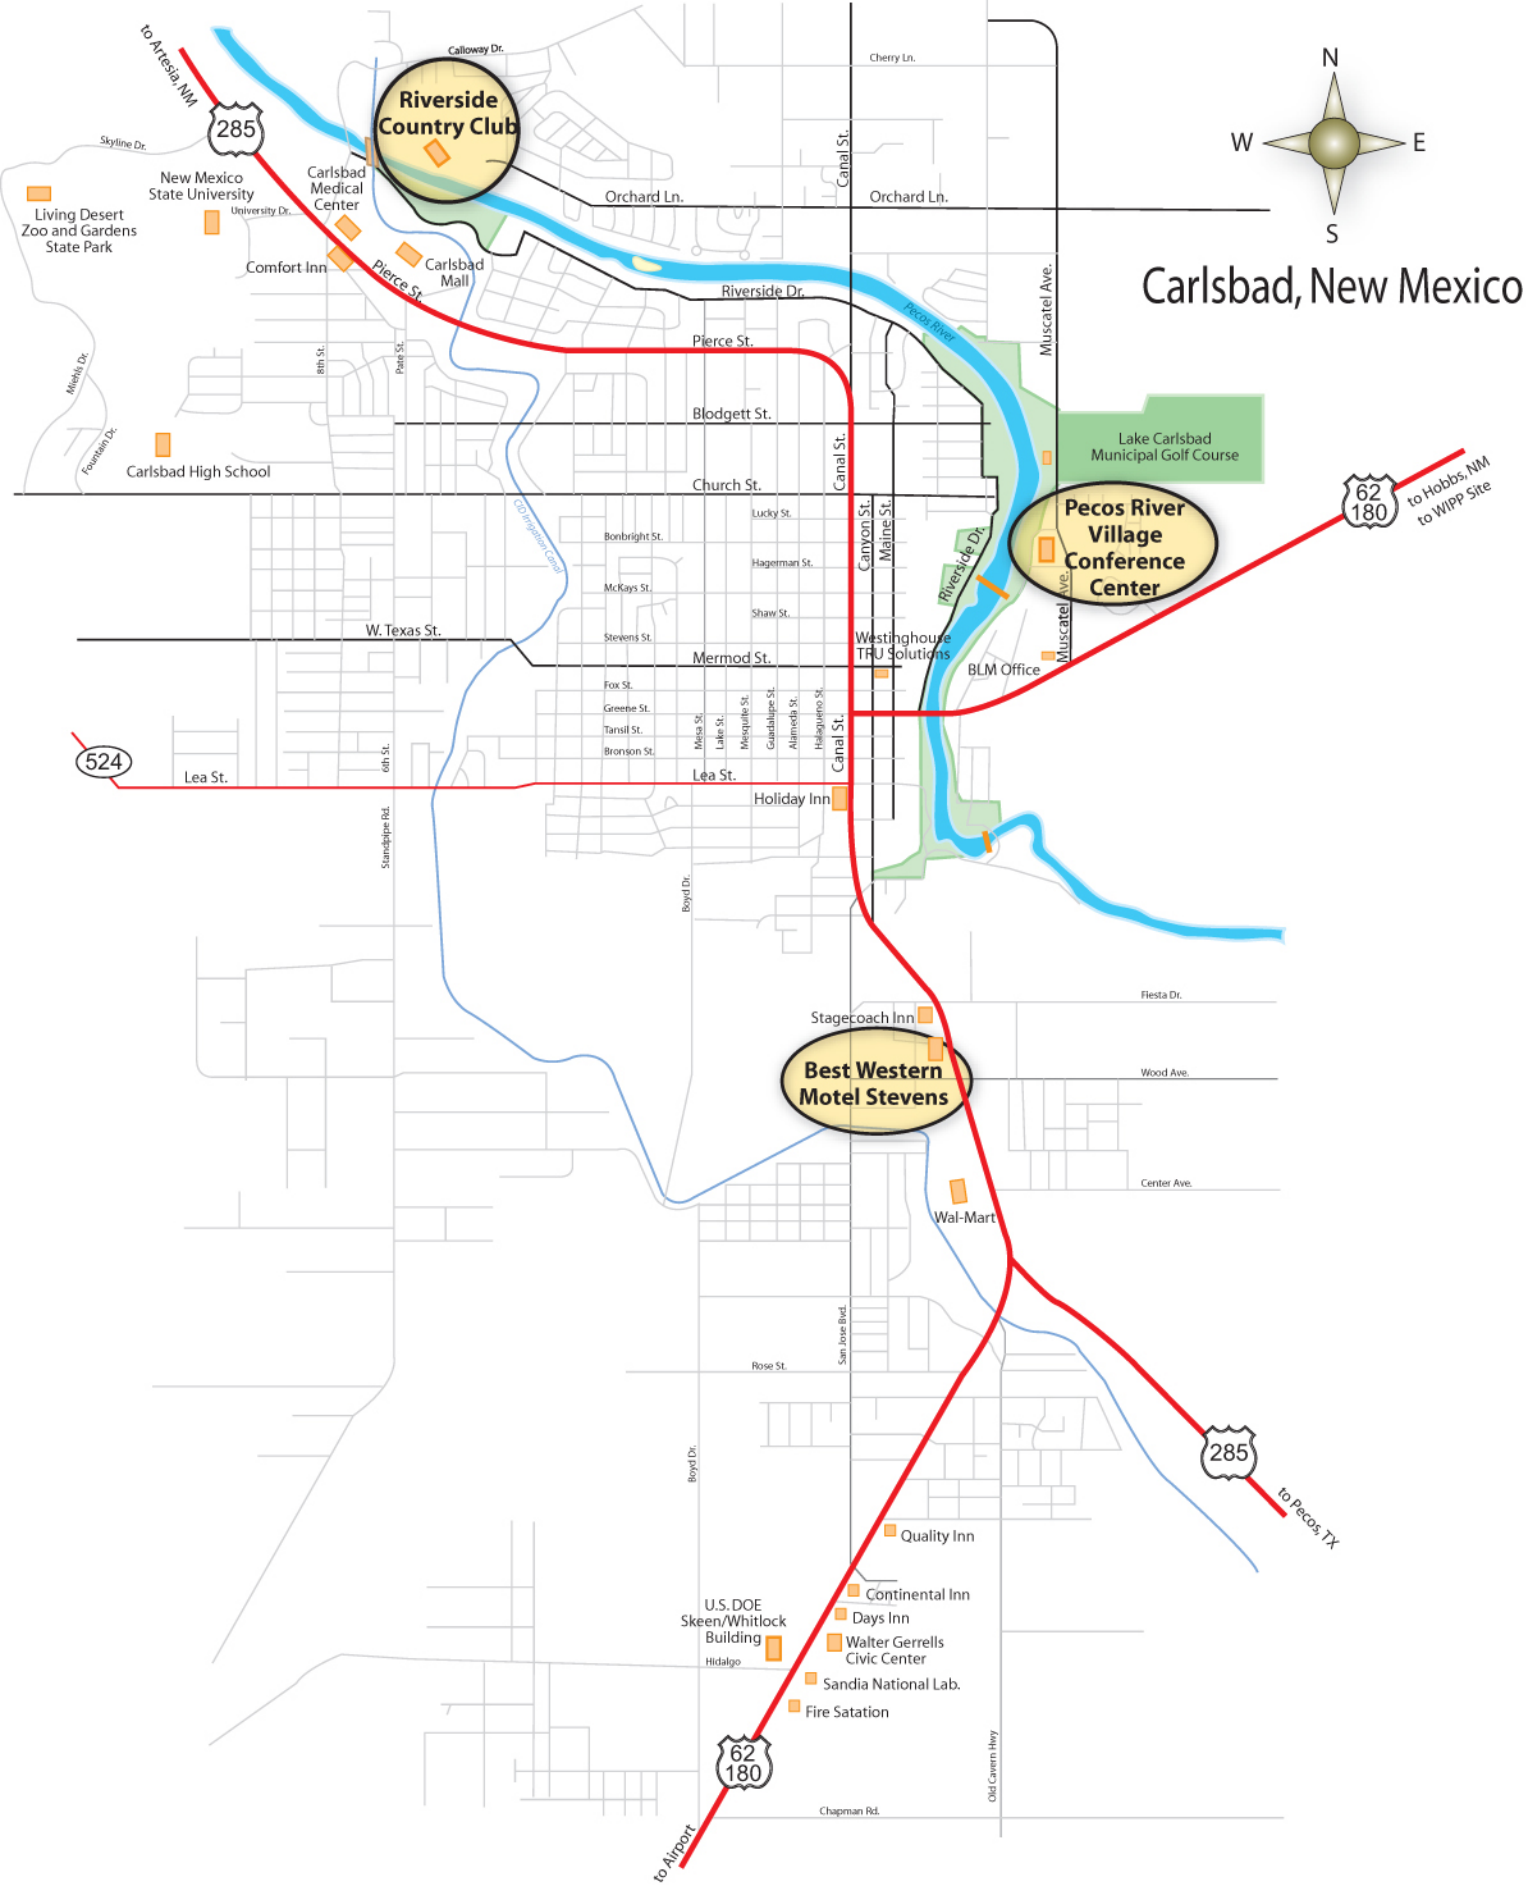 to Artesia, NM
285
Calloway Dr.
Cherry Ln.
N
W
E
S
Carlsbad, New Mexico
Riverside
Country Club
Skyline Dr.
New Mexico
State University
Carlsbad
Medical
Center
Living Desert
Zoo and Gardens
State Park
University Dr.
Canal St.
Orchard Ln.
Orchard Ln.
Comfort Inn
Carlsbad
Mall
Pierce St.
Riverside Dr.
Pecos River
Muscatel Ave.
Pierce St.
Miehls Dr.
8th St.
Pate St.
Blodgett St.
Fountain Dr.
Carlsbad High School
Canal St.
Lake Carlsbad
Municipal Golf Course
62
180
to Hobbs, NM
to WIPP Site
Church St.
CID Irrigation Canal
Lucky St.
Bonbright St.
Hagerman St.
McKays St.
Shaw St.
Stevens St.
Canyon St.
Maine St.
Riverside Dr.
Pecos River
Village
Conference
Center
Muscatel Ave.
W. Texas St.
Mermod St.
Westinghouse
TRU Solutions
BLM Office
Fox St.
Greene St.
Tansil St.
Bronson St.
Mesa St.
Lake St.
Mesquite St.
Guadalupe St.
Alameda St.
Halagueno St.
Canal St.
524
Lea St.
6th St.
Lea St.
Holiday Inn
Standpipe Rd.
Boyd Dr.
Fiesta Dr.
Stagecoach Inn
Best Western
Motel Stevens
Wood Ave.
Center Ave.
Wal-Mart
San Jose Blvd.
Rose St.
Boyd Dr.
285
to Pecos, TX
Quality Inn
Continental Inn
Days Inn
U.S. DOE
Skeen/Whitlock
Building
Walter Gerrells
Civic Center
Hidalgo
Sandia National Lab.
Fire Satation
62
180
Old Cavern Hwy
Chapman Rd.
to Airport